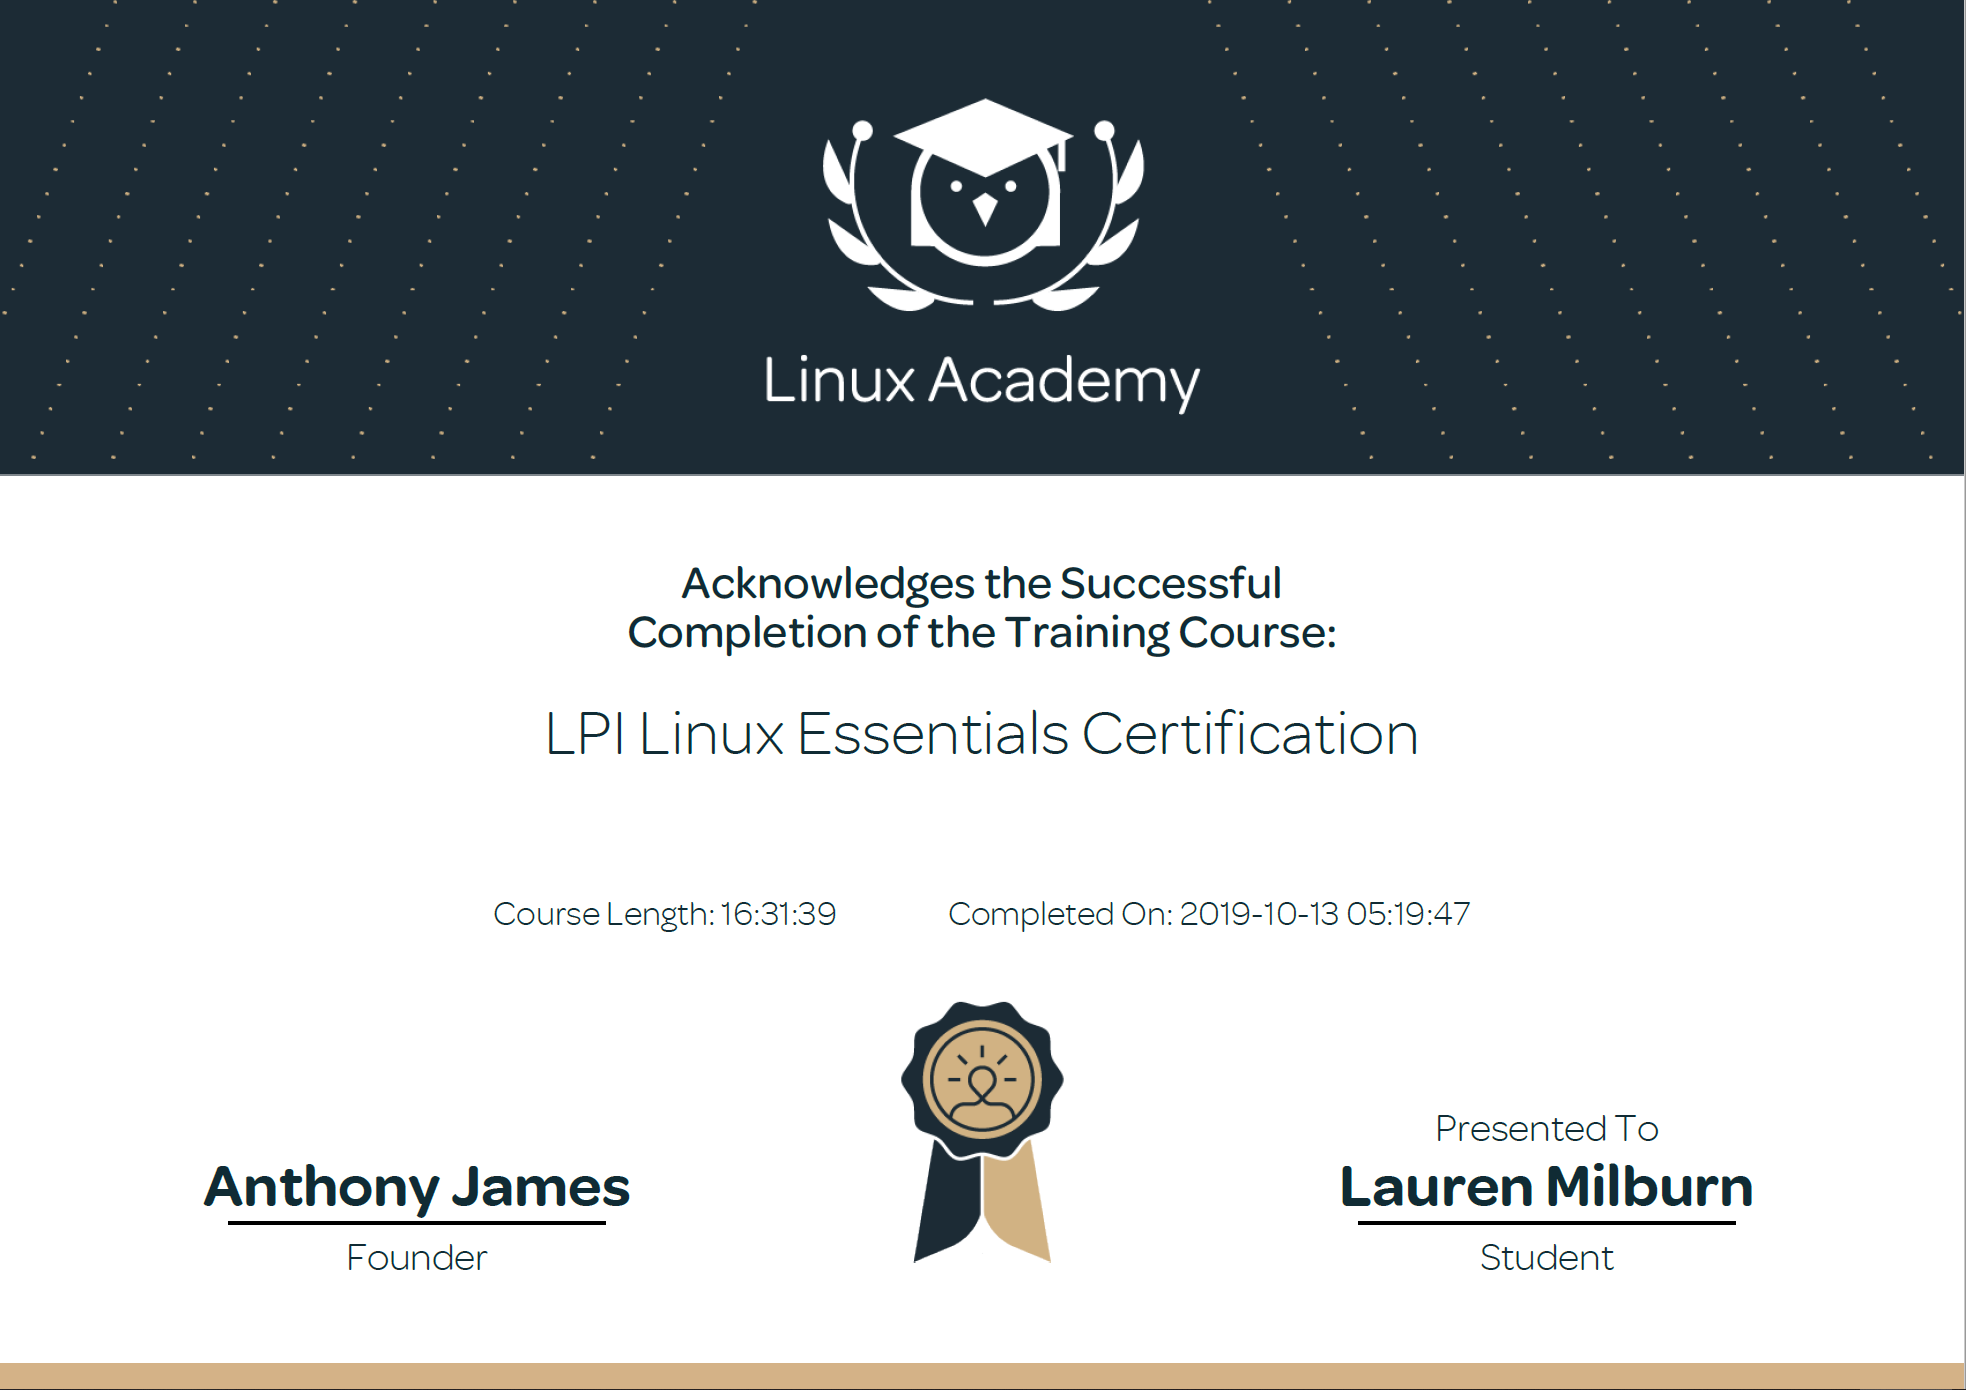 Linux Academy
Acknowledges the Successful
Completion of the Training Course:
LPI Linux Essentials Certification
Course Length: 16:31:39
Completed On: 2019-10-13 05:19:47
Anthony James
Founder
Presented To
Lauren Milburn
Student